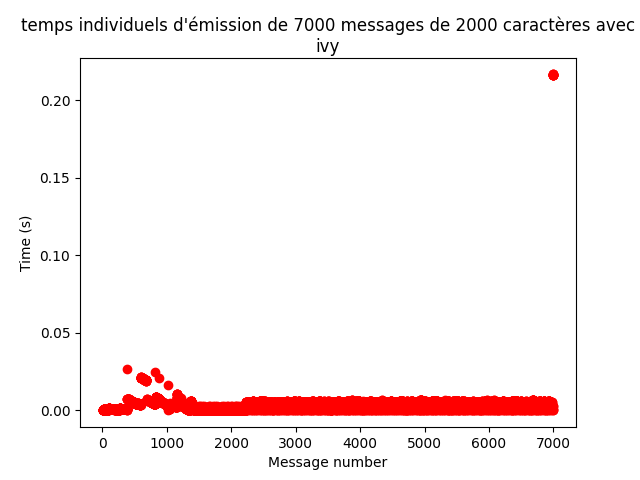 temps individuels d'émission de 7000 messages de 2000 caractères avec
ivy
0.20
0.15
0.10
0.05
0.00
Time (s)
0 1000 2000 3000 4000 5000 6000 7000
Message number